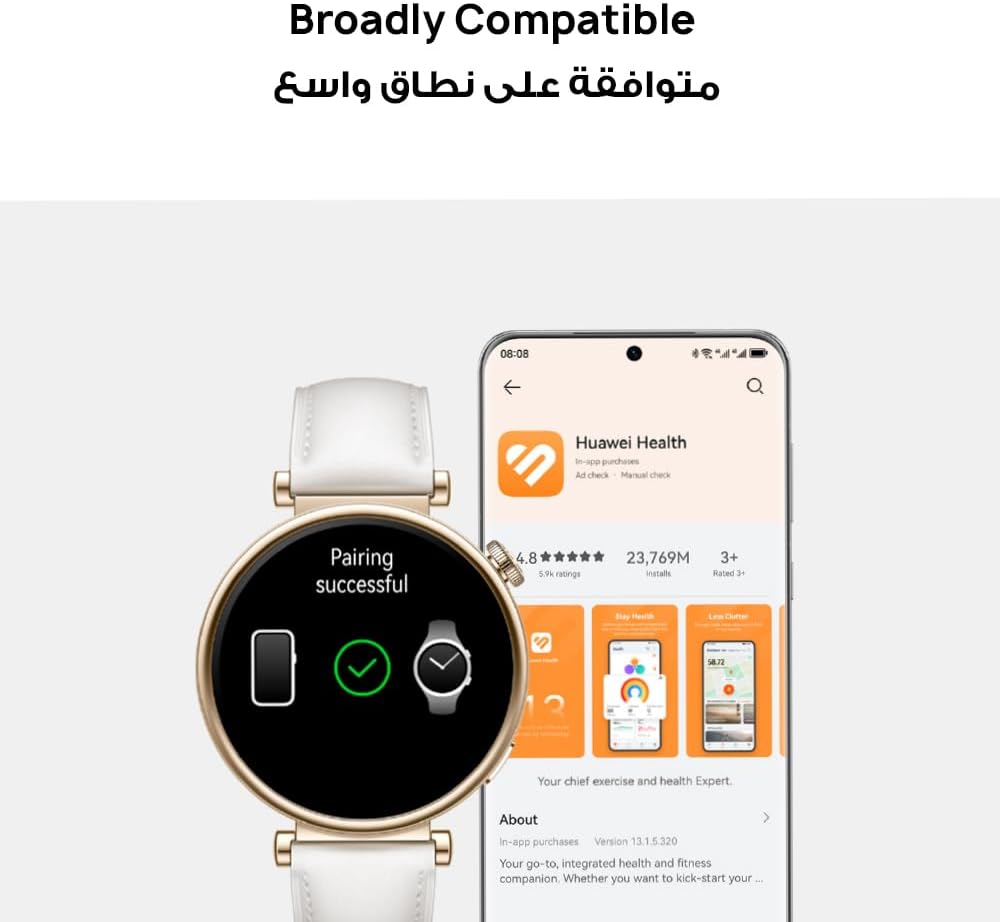 Broadly Compatible
متوافقة على نطاق واسع
08:08
Huawei Health
In-app purchases
Ad check · Manual check
Pairing
successful
4.8★★★★★
5.9k ratings
23,769M
Installs
3+
Rated 3+
Stay Health
Less Clutter
Health
58.72
13
Your chief exercise and health Expert.
About
In-app purchases Version 13.1.5.320
Your go-to, integrated health and fitness
companion. Whether you want to kick-start your ...